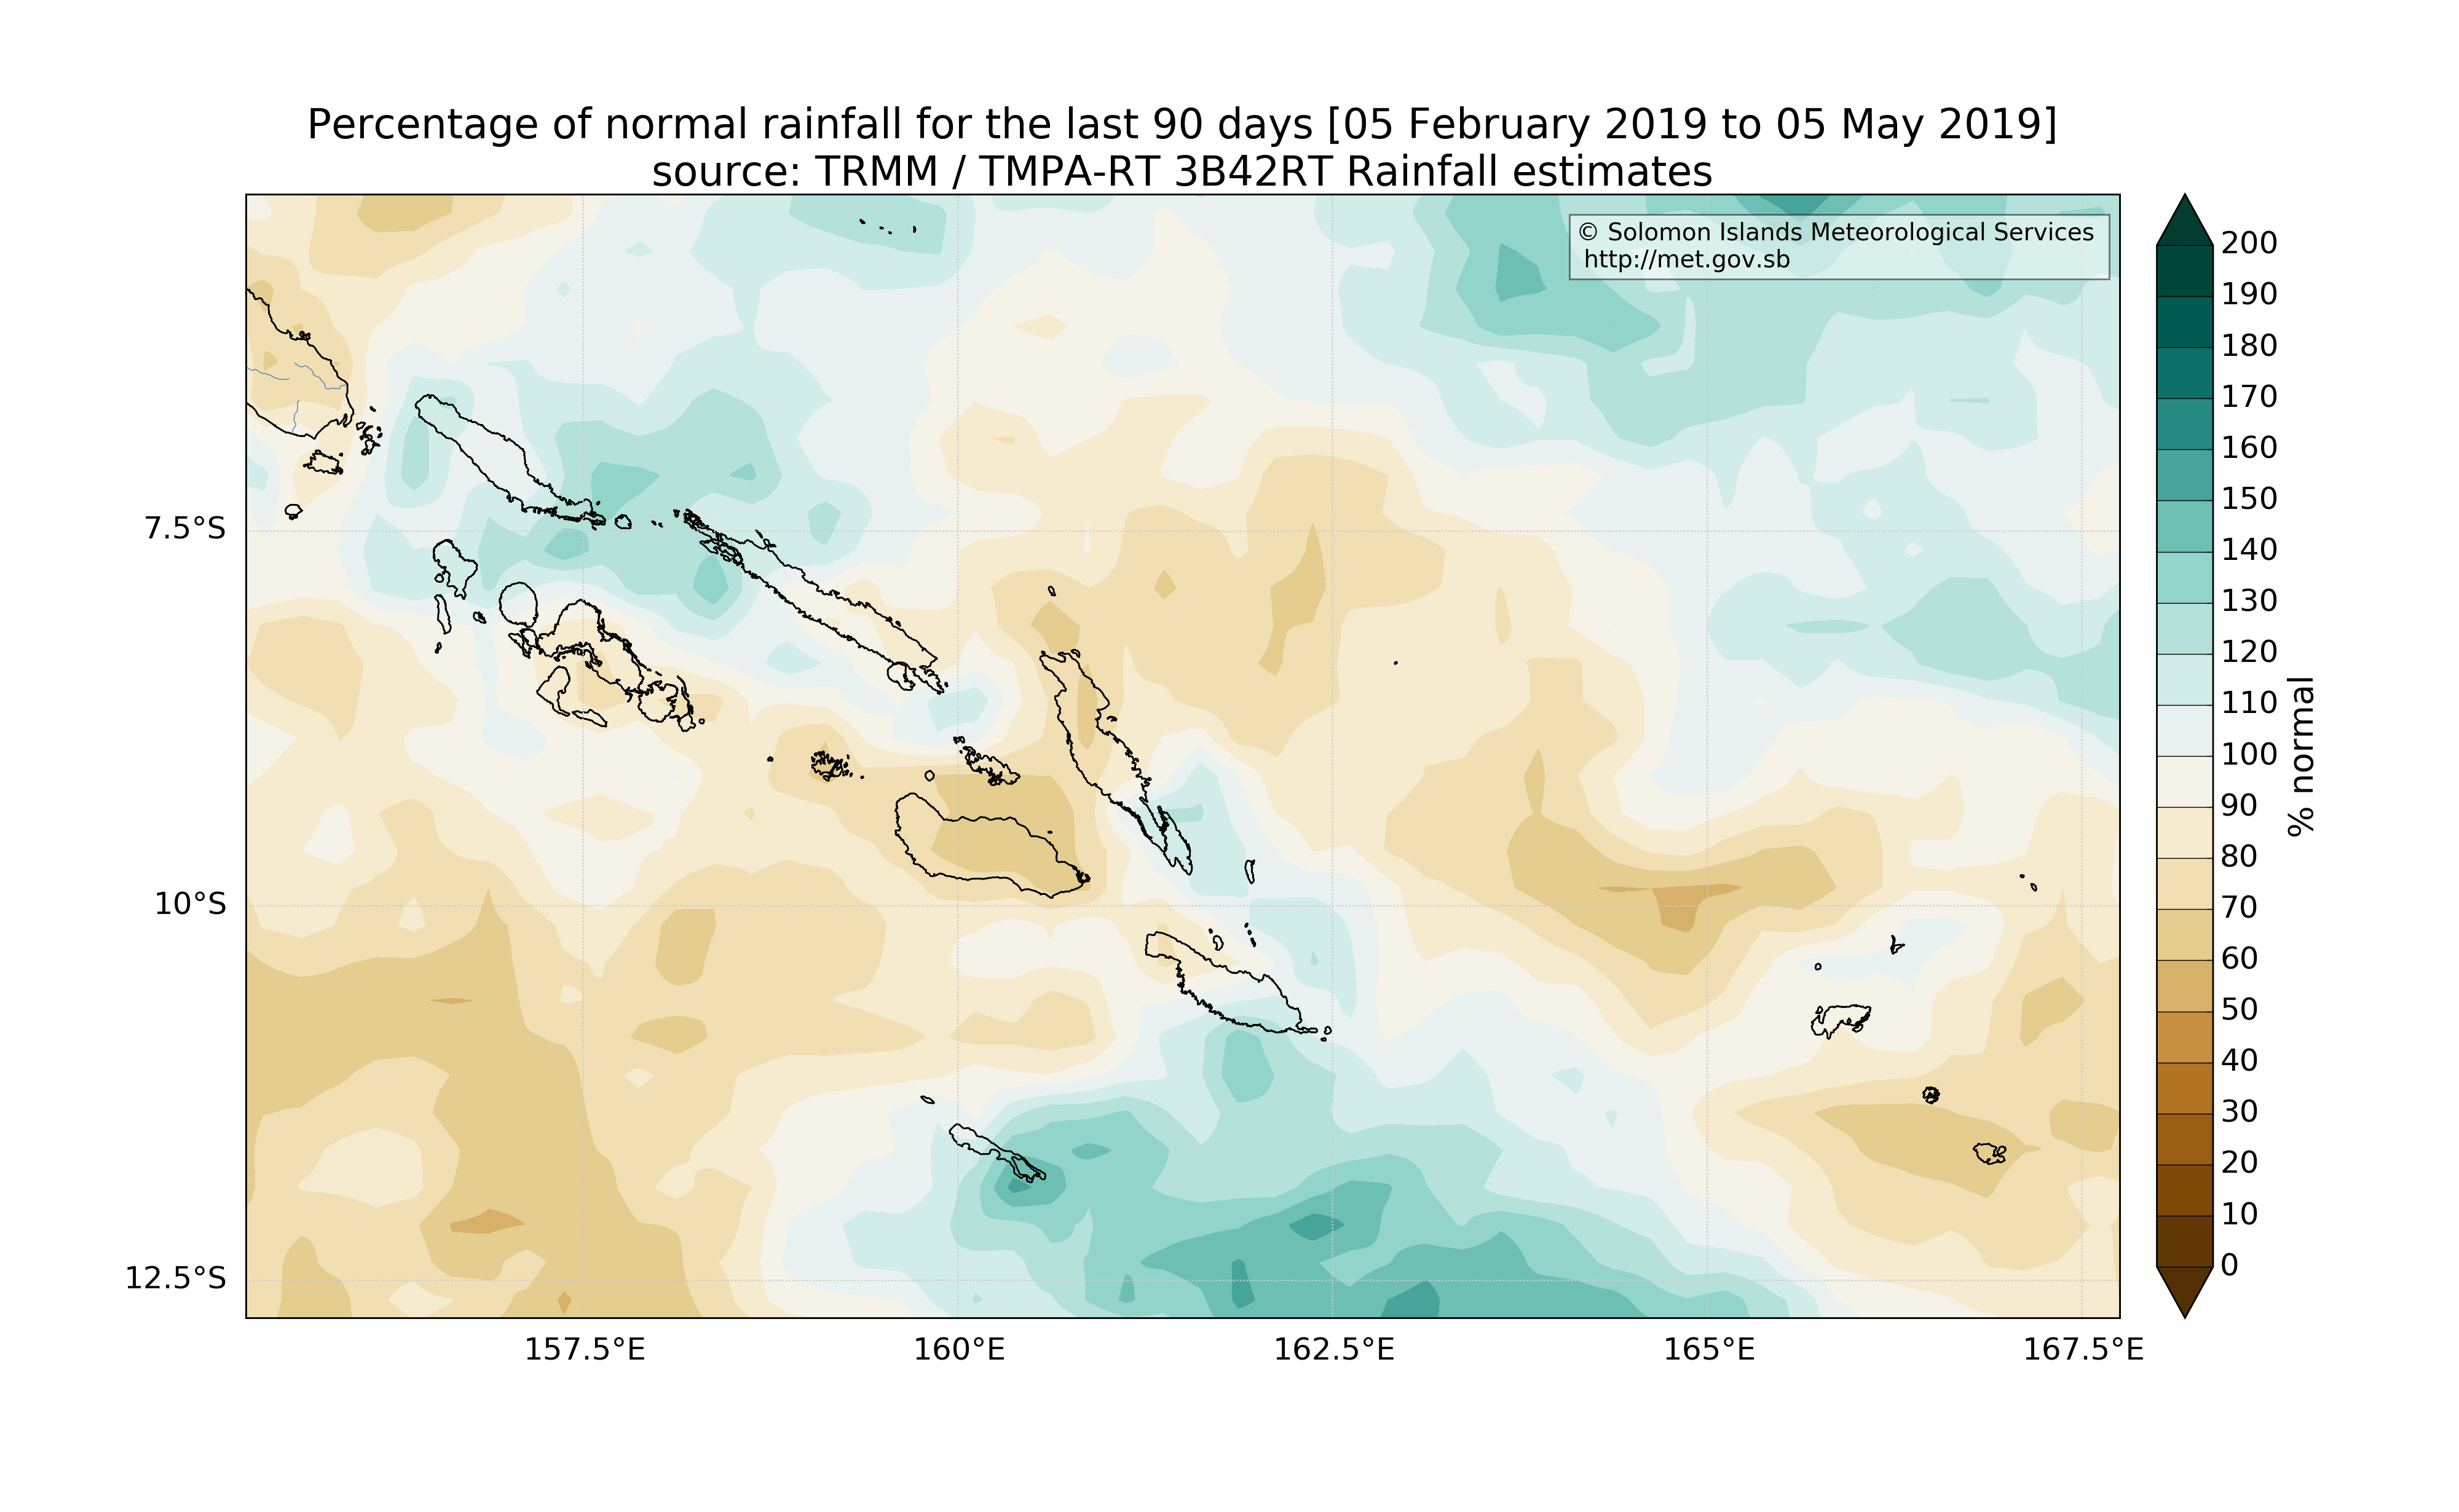 Percentage of normal rainfall for the last 90 days [05 February 2019 to 05 May 2019]
source: TRMM / TMPA-RT 3B42RT Rainfall estimates
© Solomon Islands Meteorological Services
http://met.gov.sb
7.5°S
10°S
12.5°S
157.5°E
160°E
162.5°E
165°E
167.5°E
200
190
180
170
160
150
140
130
120
110
100
90
80
70
60
50
40
30
20
10
0
% normal